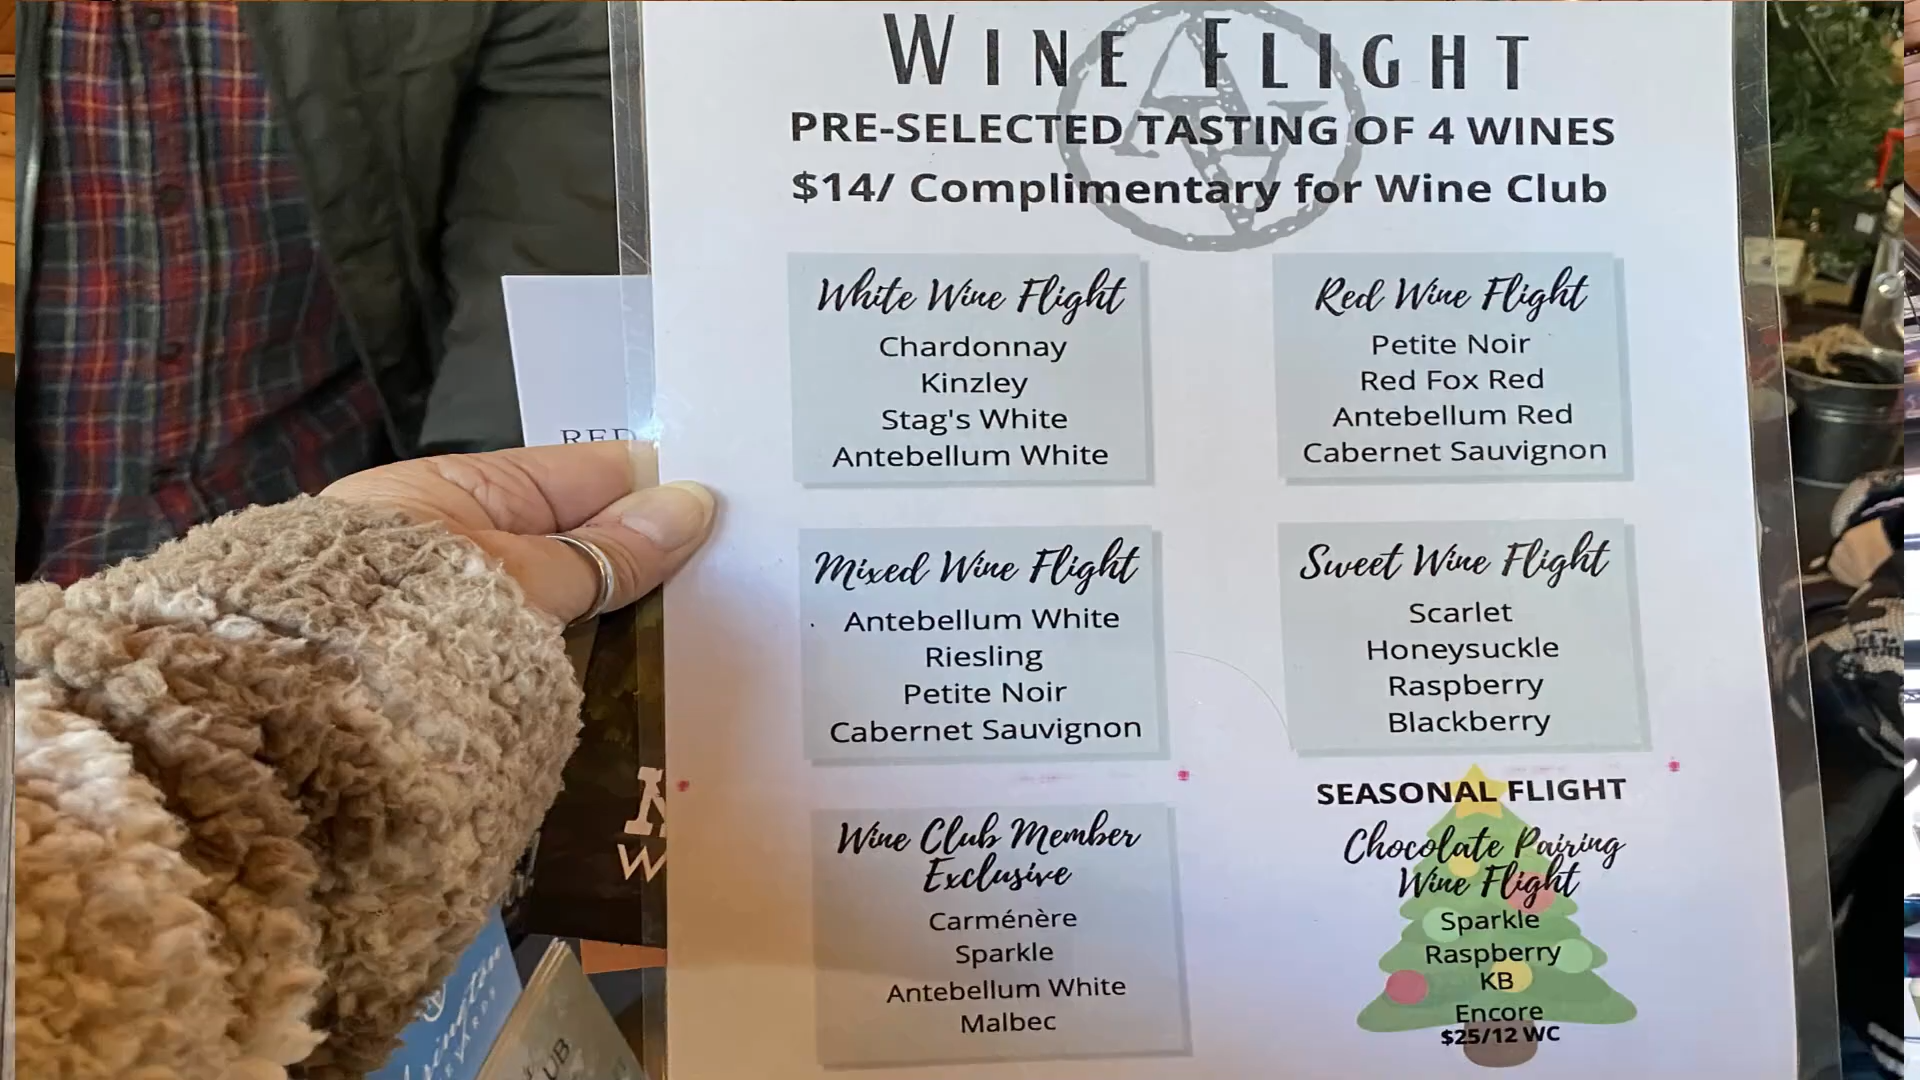 WINE FLIGHT
PRE-SELECTED TASTING OF 4 WINES
$14/ Complimentary for Wine Club
White Wine Flight
Chardonnay
Kinzley
Stag's White
Antebellum White
Red Wine Flight
Petite Noir
Red Fox Red
Antebellum Red
Cabernet Sauvignon
Mixed Wine Flight
Antebellum White
Riesling
Petite Noir
Cabernet Sauvignon
Sweet Wine Flight
Scarlet
Honeysuckle
Raspberry
Blackberry
Wine Club Member
Exclusive
Carménère
Sparkle
Antebellum White
Malbec
SEASONAL FLIGHT
Chocolate Pairing
Wine Flight
Sparkle
Raspberry
KB
Encore
$25/12 WC
RED